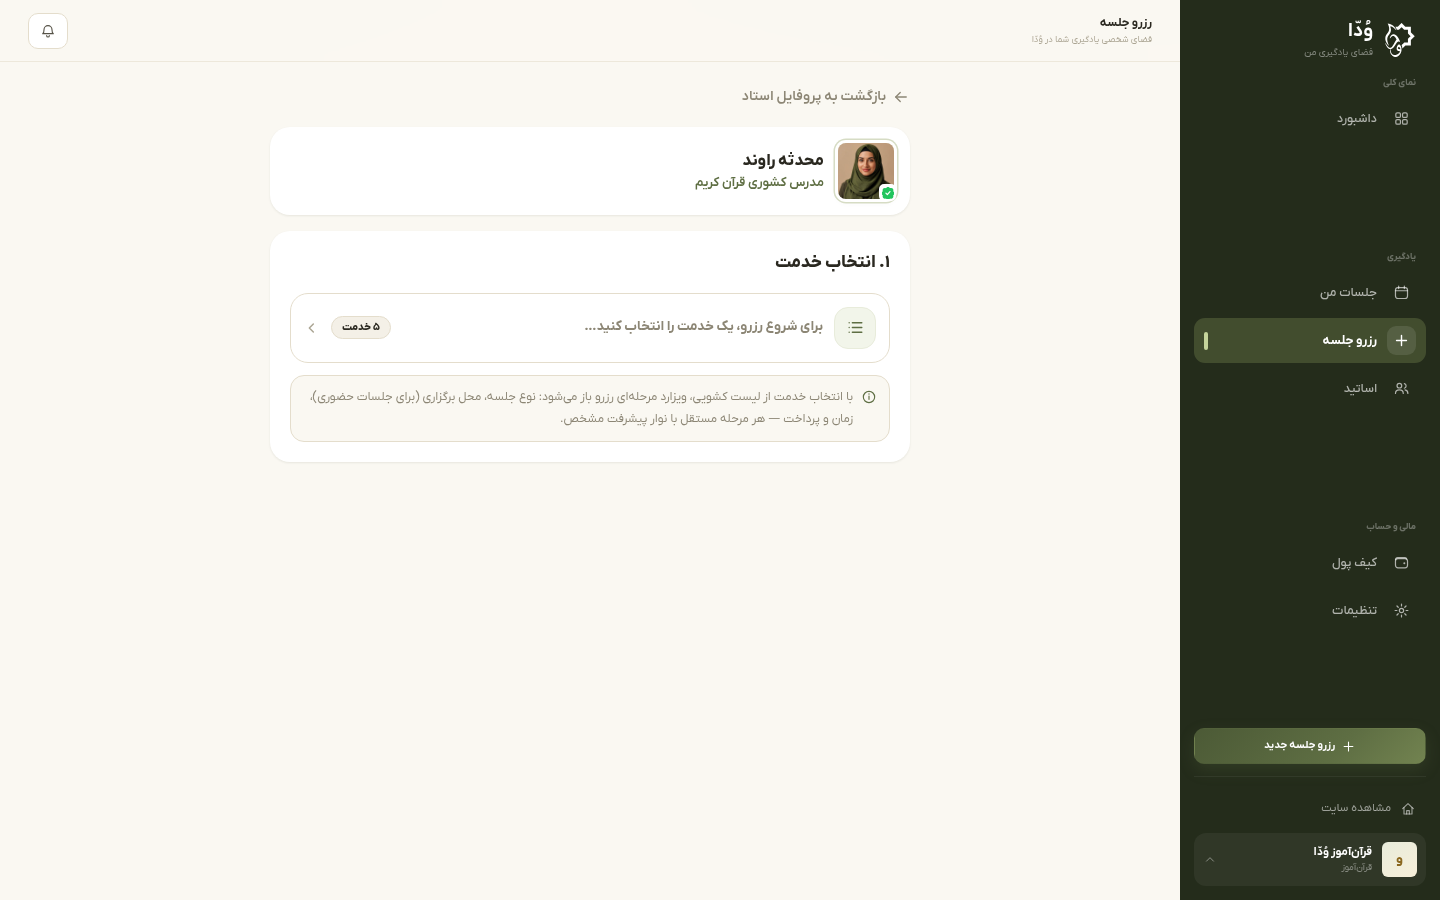 وُدّا
فضای یادگیری من
نمای کلی
داشبورد
یادگیری
جلسات من
رزرو جلسه
اساتید
مالی و حساب
کیف پول
تنظیمات
رزرو جلسه جدید
مشاهده سایت
و
قرآن‌آموز وُدّا
قرآن‌آموز
رزرو جلسه
فضای شخصی یادگیری شما در وُدّا
بازگشت به پروفایل استاد
محدثه راوند
مدرس کشوری قرآن کریم
۱. انتخاب خدمت
برای شروع رزرو، یک خدمت را انتخاب کنید...
۵ خدمت
با انتخاب خدمت از لیست کشویی، ویزارد مرحله‌ای رزرو باز می‌شود: نوع جلسه، محل برگزاری (برای جلسات حضوری)،
زمان و پرداخت — هر مرحله مستقل با نوار پیشرفت مشخص.